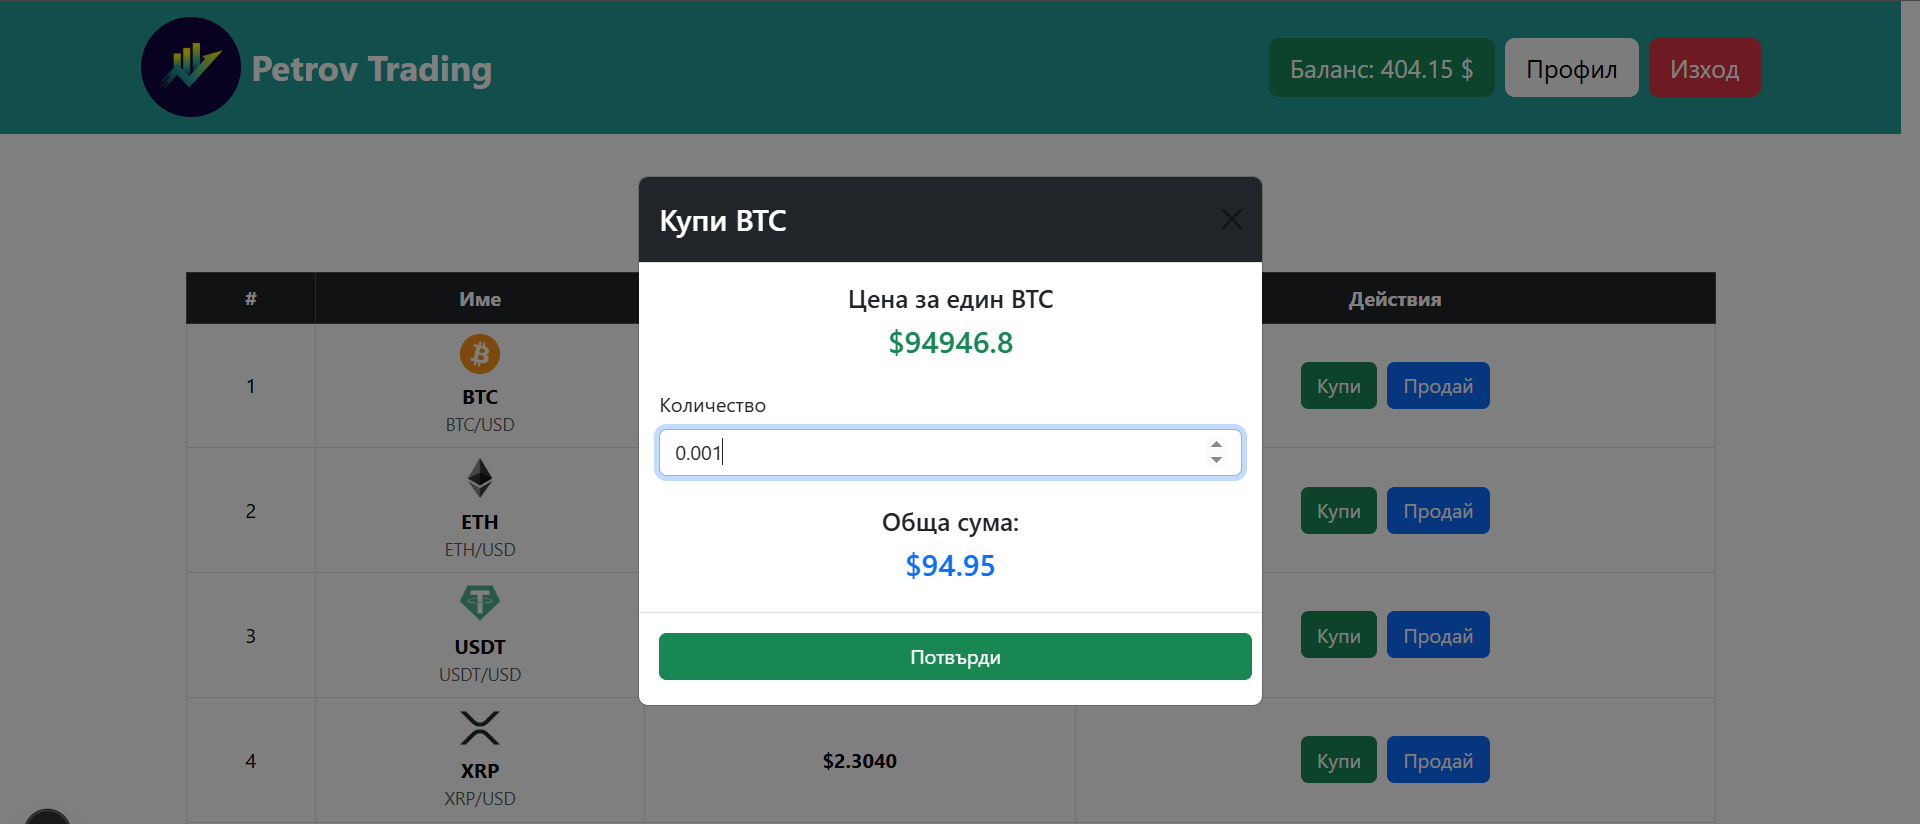 Petrov Trading
Баланс: 404.15 $
Профил
Изход
Купи BTC
Цена за един BTC
$94946.8
Количество
0.001
Обща сума:
$94.95
Потвърди
# Име Действия
1 BTC Купи Продай
BTC/USD
2 ETH Купи Продай
ETH/USD
3 USDT Купи Продай
USDT/USD
4 XRP $2.3040 Купи Продай
XRP/USD